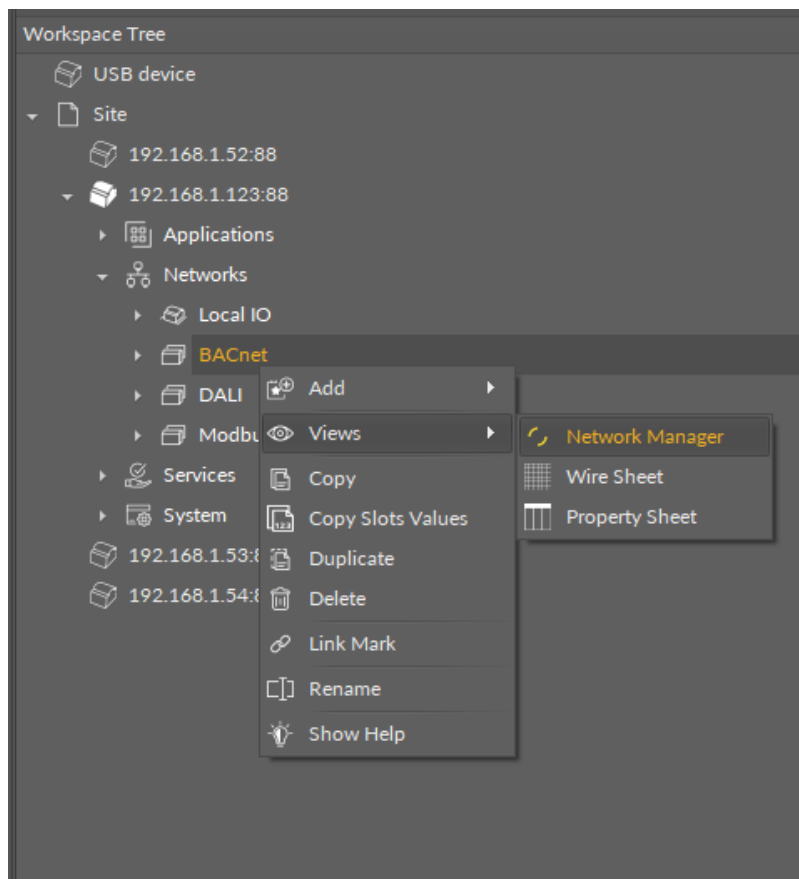 Workspace Tree
USB device
Site
192.168.1.52:88
192.168.1.123:88
Applications
Networks
Local IO
BACnet
DALI
Modbu
Services
System
192.168.1.53:8
192.168.1.54:8
Add
Views
Copy
Copy Slots Values
Duplicate
Delete
Link Mark
Rename
Show Help
Network Manager
Wire Sheet
Property Sheet